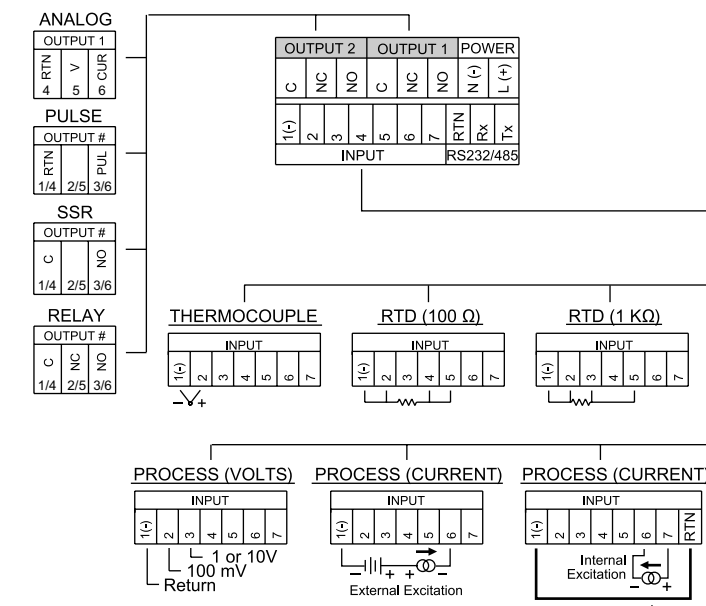 ANALOG
OUTPUT 1
RTN V CUR
4 5 6
PULSE
OUTPUT #
RTN PUL
1/4 2/5 3/6
SSR
OUTPUT #
C NO
1/4 2/5 3/6
RELAY
OUTPUT #
C NC NO
1/4 2/5 3/6
OUTPUT 2 OUTPUT 1 POWER
C NC NO C NC NO N (-) L (+)
1(-) 2 3 4 5 6 7 RTN Rx Tx
INPUT RS232/485
THERMOCOUPLE
INPUT
1(-) 2 3 4 5 6 7
- +
RTD (100 Ω)
INPUT
1(-) 2 3 4 5 6 7
RTD (1 KΩ)
INPUT
1(-) 2 3 4 5 6 7
PROCESS (VOLTS)
INPUT
1(-) 2 3 4 5 6 7
1 or 10V
100 mV
Return
PROCESS (CURRENT)
INPUT
1(-) 2 3 4 5 6 7
- + + -
External Excitation
PROCESS (CURRENT)
INPUT
1(-) 2 3 4 5 6 7 RTN
Internal
Excitation
- +